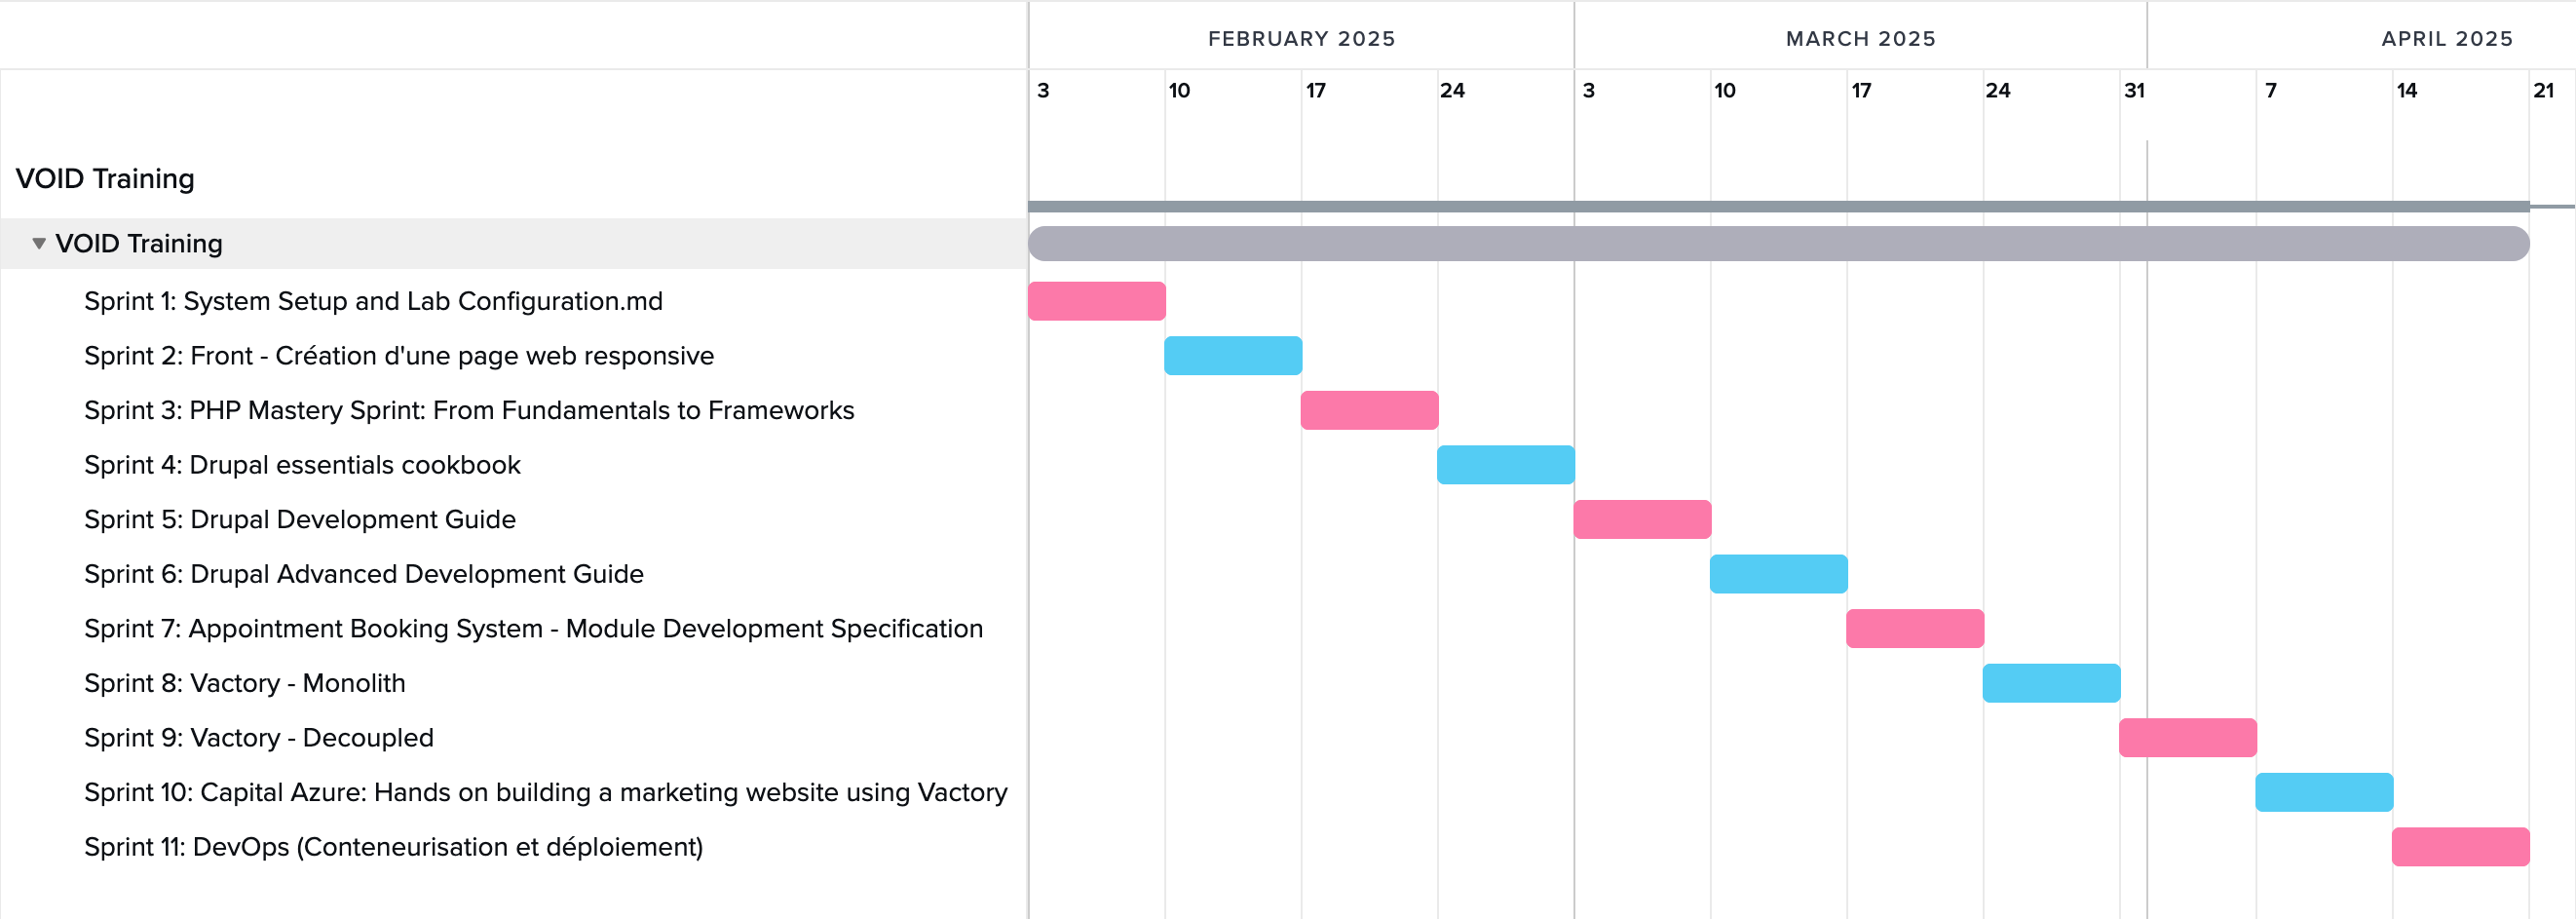 FEBRUARY 2025 MARCH 2025 APRIL 2025
3 10 17 24 3 10 17 24 31 7 14 21
VOID Training
VOID Training
Sprint 1: System Setup and Lab Configuration.md
Sprint 2: Front - Création d'une page web responsive
Sprint 3: PHP Mastery Sprint: From Fundamentals to Frameworks
Sprint 4: Drupal essentials cookbook
Sprint 5: Drupal Development Guide
Sprint 6: Drupal Advanced Development Guide
Sprint 7: Appointment Booking System - Module Development Specification
Sprint 8: Vactory - Monolith
Sprint 9: Vactory - Decoupled
Sprint 10: Capital Azure: Hands on building a marketing website using Vactory
Sprint 11: DevOps (Conteneurisation et déploiement)